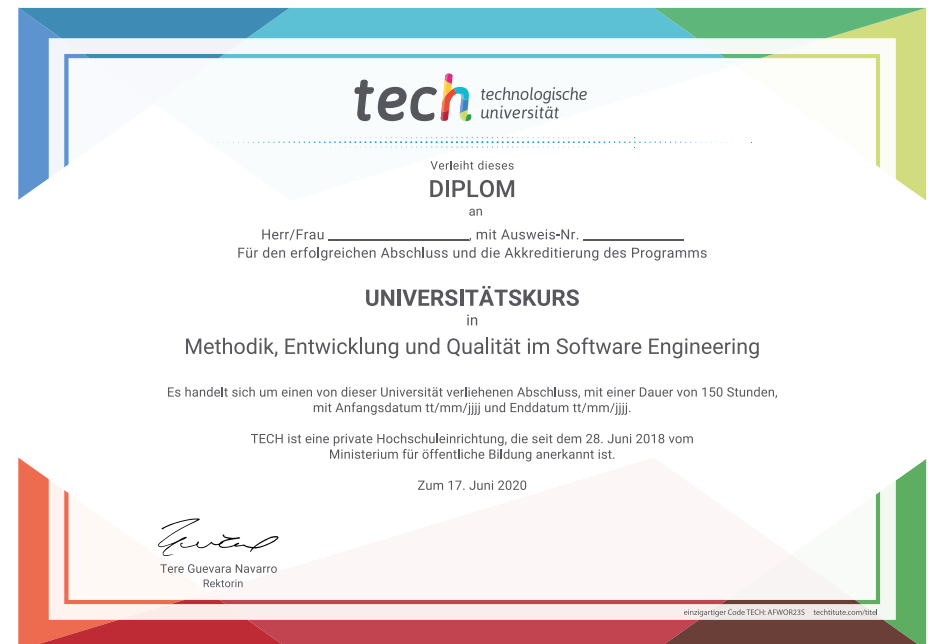 tech technologische
universität
Verleiht dieses
DIPLOM
an
Herr/Frau ____________, mit Ausweis-Nr. ____________
Für den erfolgreichen Abschluss und die Akkreditierung des Programms
UNIVERSITÄTSKURS
in
Methodik, Entwicklung und Qualität im Software Engineering
Es handelt sich um einen von dieser Universität verliehenen Abschluss, mit einer Dauer von 150 Stunden,
mit Anfangsdatum tt/mm/jjjj und Enddatum tt/mm/jjjj.
TECH ist eine private Hochschuleinrichtung, die seit dem 28. Juni 2018 vom
Ministerium für öffentliche Bildung anerkannt ist.
Zum 17. Juni 2020
Tere Guevara Navarro
Rektorin
einzigartiger Code TECH: AFWOR23S techtitute.com/titel